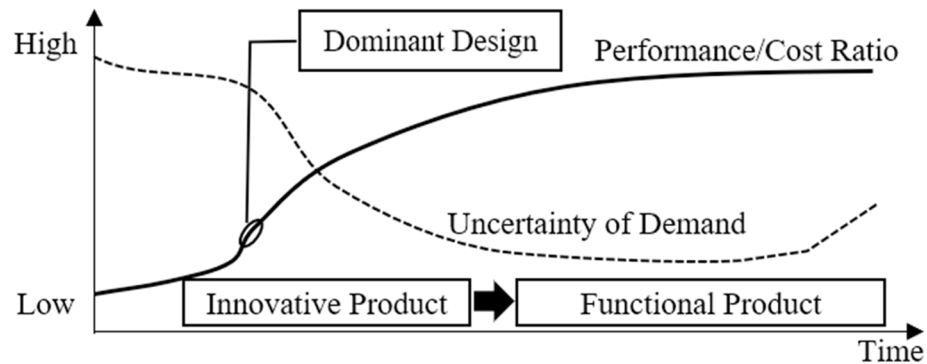 High
Dominant Design
Performance/Cost Ratio
Uncertainty of Demand
Low
Innovative Product
Functional Product
Time